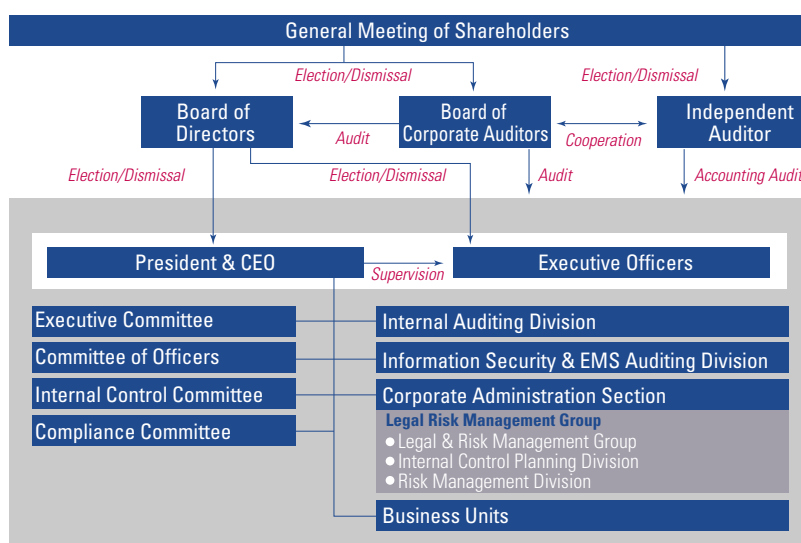 General Meeting of Shareholders
Election/Dismissal
Election/Dismissal
Board of
Directors
Audit
Board of
Corporate Auditors
Cooperation
Independent
Auditor
Election/Dismissal
Election/Dismissal
Audit
Accounting Audit
President & CEO
Supervision
Executive Officers
Executive Committee
Internal Auditing Division
Committee of Officers
Information Security & EMS Auditing Division
Internal Control Committee
Corporate Administration Section
Compliance Committee
Legal Risk Management Group
● Legal & Risk Management Group
● Internal Control Planning Division
● Risk Management Division
Business Units